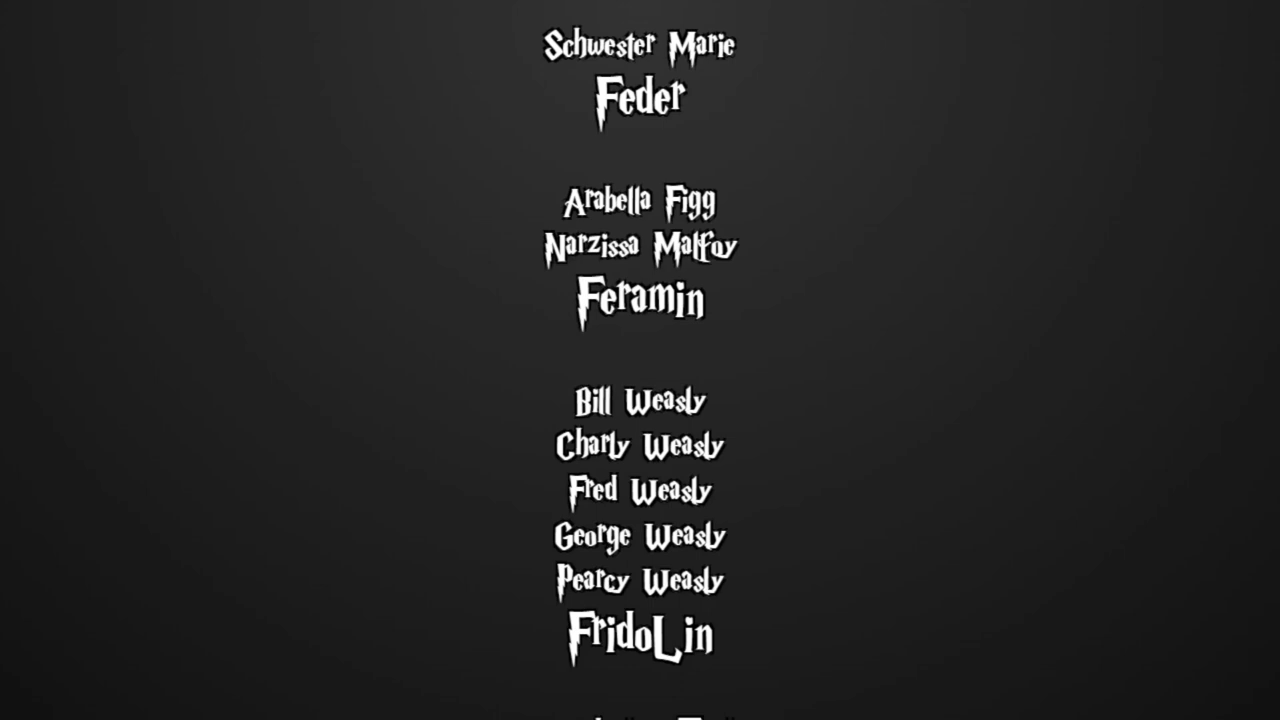 Schwester Marie
Feder
Arabella Figg
Narzissa Malfoy
Feramin
Bill Weasly
Charly Weasly
Fred Weasly
George Weasly
Pearcy Weasly
FridoLin